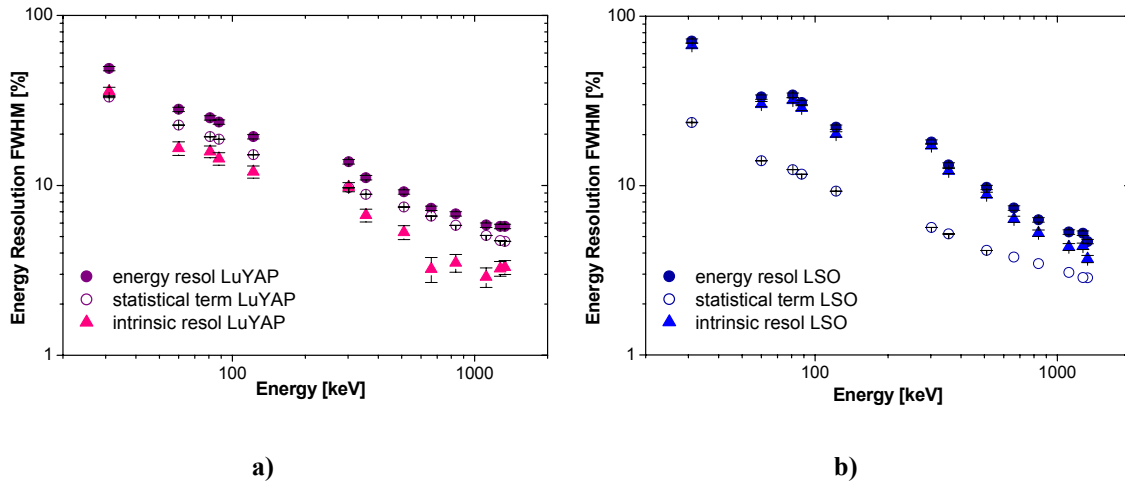 100
10
1
100
1000
Energy Resolution FWHM [%]
Energy [keV]
energy resol LuYAP
statistical term LuYAP
intrinsic resol LuYAP
a)
100
10
1
100
1000
Energy Resolution FWHM [%]
Energy [keV]
energy resol LSO
statistical term LSO
intrinsic resol LSO
b)